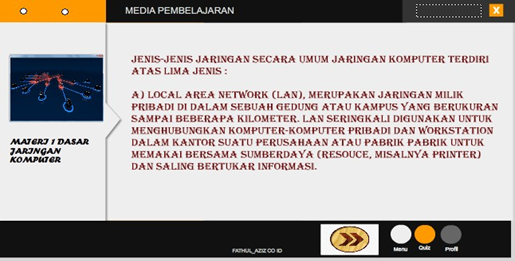 MEDIA PEMBELAJARAN
X
JENIS-JENIS JARINGAN SECARA UMUM JARINGAN KOMPUTER TERDIRI
ATAS LIMA JENIS :
A) LOCAL AREA NETWORK (LAN), MERUPAKAN JARINGAN MILIK
PRIBADI DI DALAM SEBUAH GEDUNG ATAU KAMPUS YANG BERUKURAN
SAMPAI BEBERAPA KILOMETER. LAN SERINGKALI DIGUNAKAN UNTUK
MENGHUBUNGKAN KOMPUTER-KOMPUTER PRIBADI DAN WORKSTATION
DALAM KANTOR SUATU PERUSAHAAN ATAU PABRIK PABRIK UNTUK
MEMAKAI BERSAMA SUMBERDAYA (RESOUCE, MISALNYA PRINTER)
DAN SALING BERTUKAR INFORMASI.
MATERI 1 DASAR
JARINGAN
KOMPUTER
FATHUL_AZIZ.CO ID
Menu
Quiz
Profil